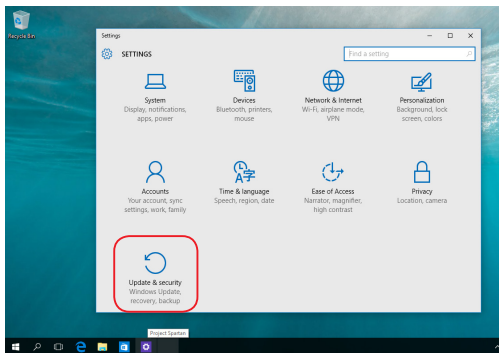 Recycle Bin
Settings
SETTINGS
Find a setting
System
Display, notifications,
apps, power
Devices
Bluetooth, printers,
mouse
Network & Internet
Wi-Fi, airplane mode,
VPN
Personalization
Background, lock
screen, colors
Accounts
Your account, sync
settings, work, family
Time & language
Speech, region, date
Ease of Access
Narrator, magnifier,
high contrast
Privacy
Location, camera
Update & security
Windows Update,
recovery, backup
Project Spartan